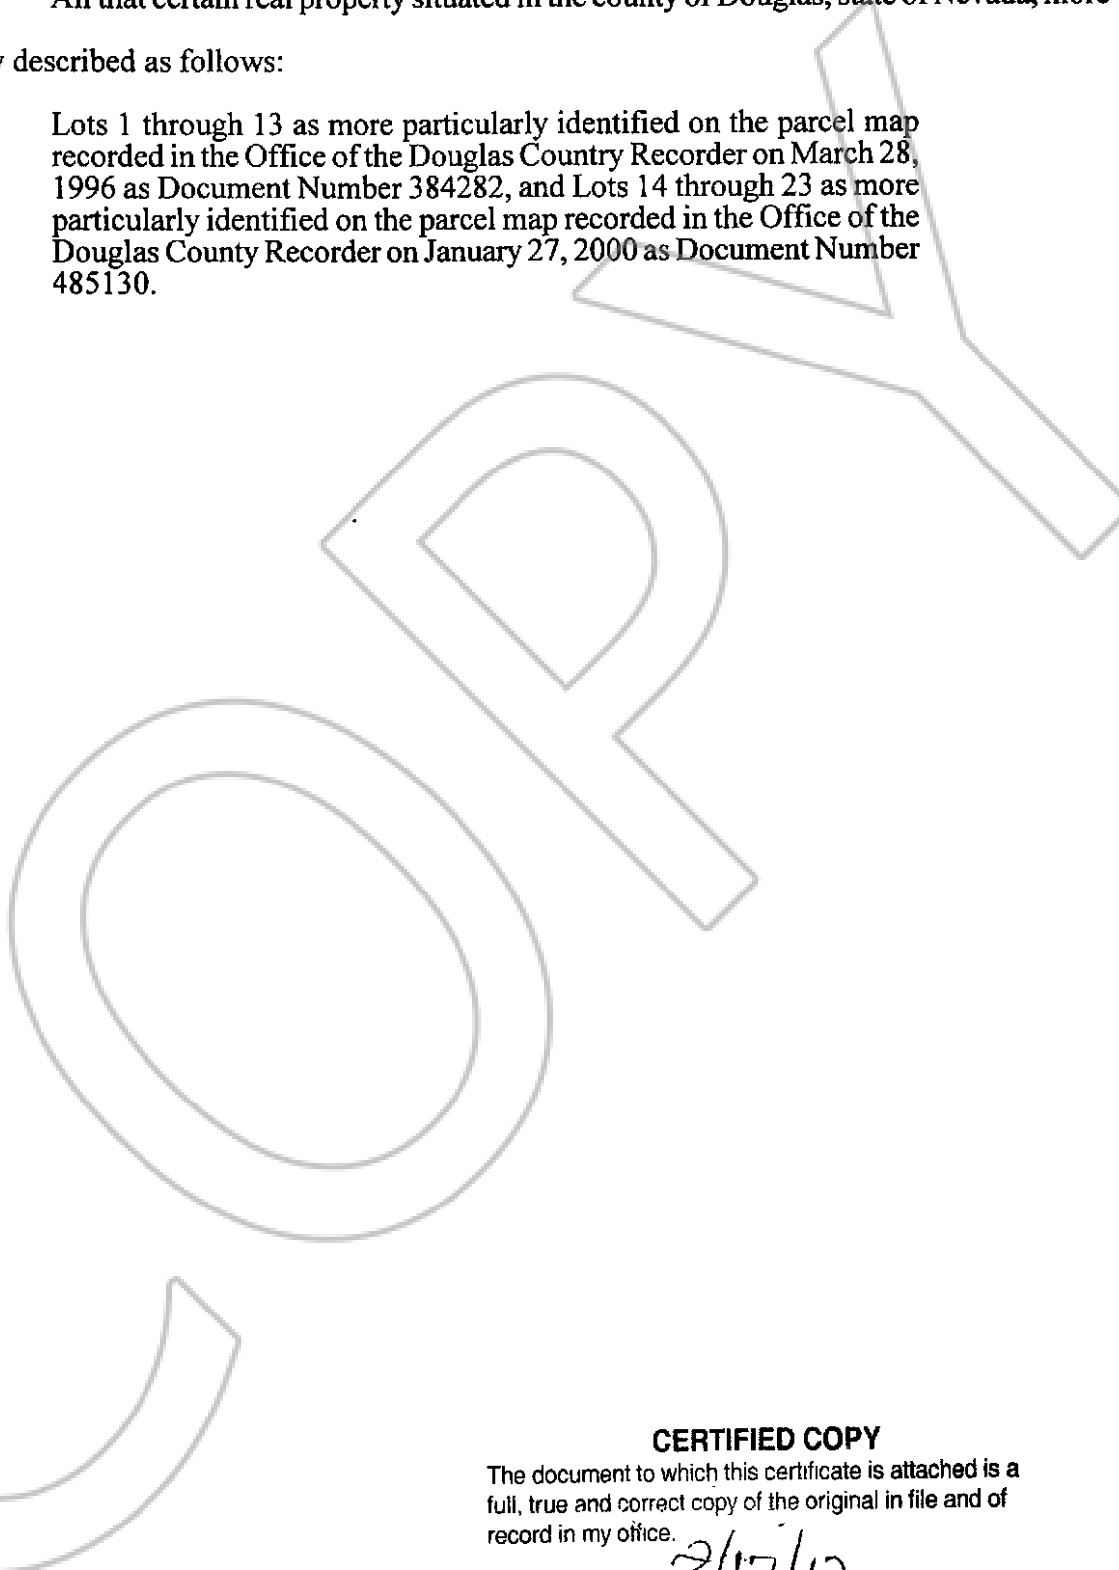 All that certain real property situated in the county of Douglas, state of Nevada, more
described as follows:
Lots 1 through 13 as more particularly identified on the parcel map
recorded in the Office of the Douglas Country Recorder on March 28,
1996 as Document Number 384282, and Lots 14 through 23 as more
particularly identified on the parcel map recorded in the Office of the
Douglas County Recorder on January 27, 2000 as Document Number
485130.
COPY
CERTIFIED COPY
The document to which this certificate is attached is a
full, true and correct copy of the original in file and of
record in my office.